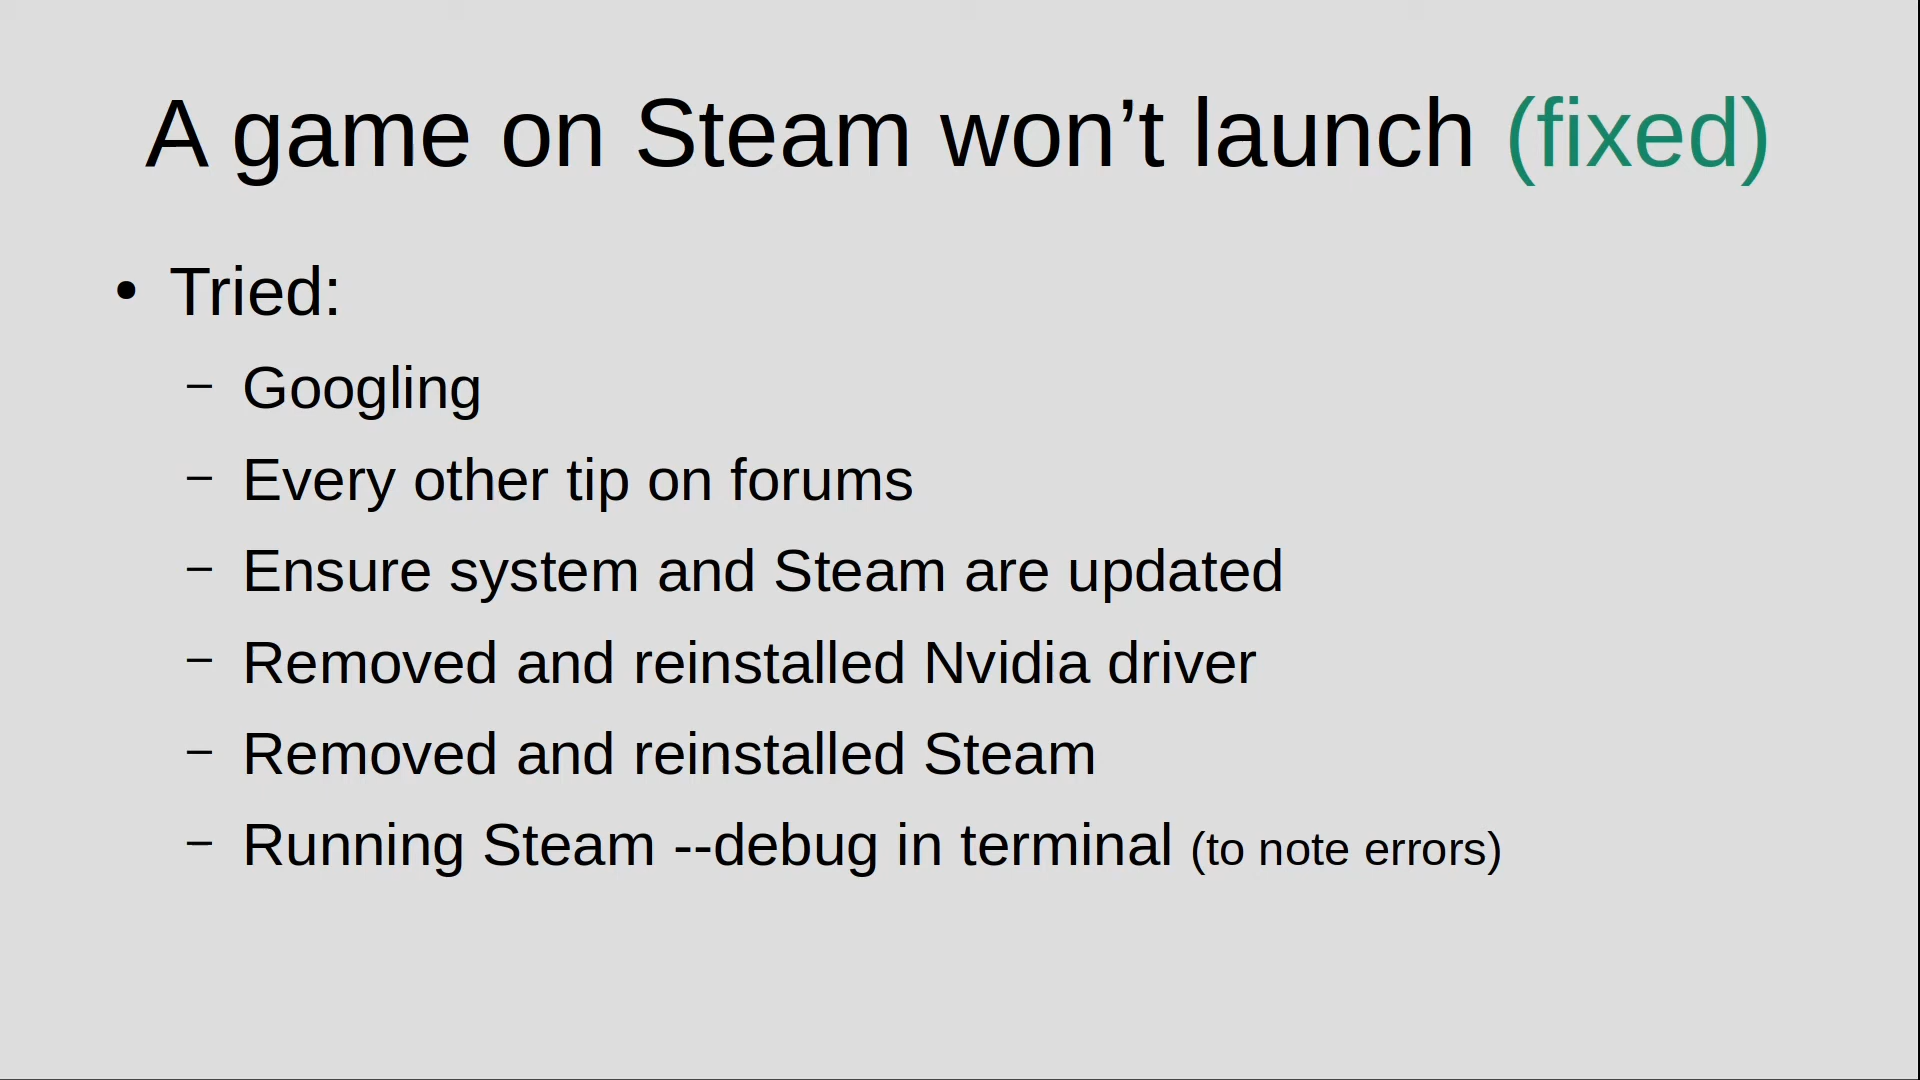 A game on Steam won’t launch (fixed)
• Tried:
– Googling
– Every other tip on forums
– Ensure system and Steam are updated
– Removed and reinstalled Nvidia driver
– Removed and reinstalled Steam
– Running Steam --debug in terminal (to note errors)